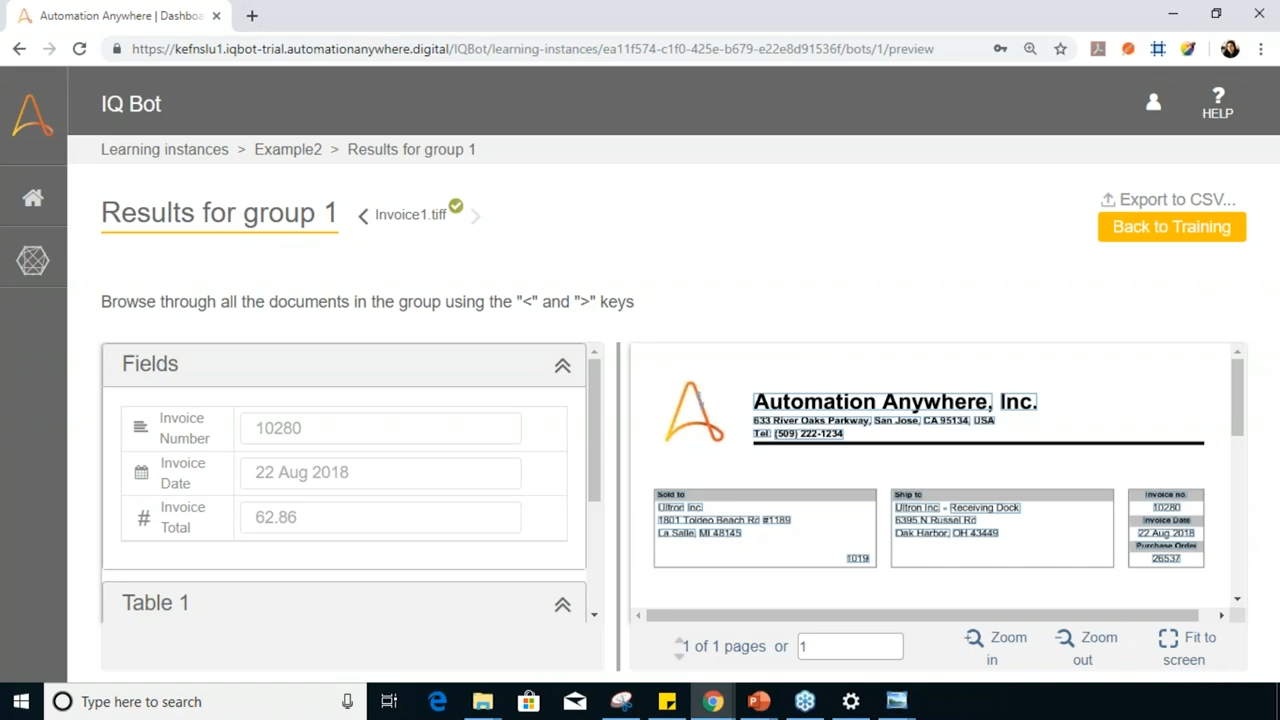 Automation Anywhere | Dashboa
https://kefnslu1.iqbot-trial.automationanywhere.digital/IQBot/learning-instances/ea11f574-c1f0-425e-b679-e22e8d91536f/bots/1/preview
IQ Bot
HELP
Learning instances > Example2 > Results for group 1
Results for group 1
Invoice1.tiff
Export to CSV...
Back to Training
Browse through all the documents in the group using the "<" and ">" keys
Fields
Invoice Number
10280
Invoice Date
22 Aug 2018
Invoice Total
62.86
Table 1
Automation Anywhere, Inc.
633 River Oaks Parkway, San Jose, CA 95134, USA
Tel: (509) 222-1234
Sold to
Ultron Inc.
1801 Toldeo Beach Rd #1189
La Salle, MI 48145
1019
Ship to
Ultron Inc. - Receiving Dock
6395 N Russel Rd
Oak Harbor, OH 43449
Invoice no.
10280
Invoice Date
22 Aug 2018
Purchase Order
26537
1 of 1 pages or 1
Zoom in
Zoom out
Fit to screen
Type here to search